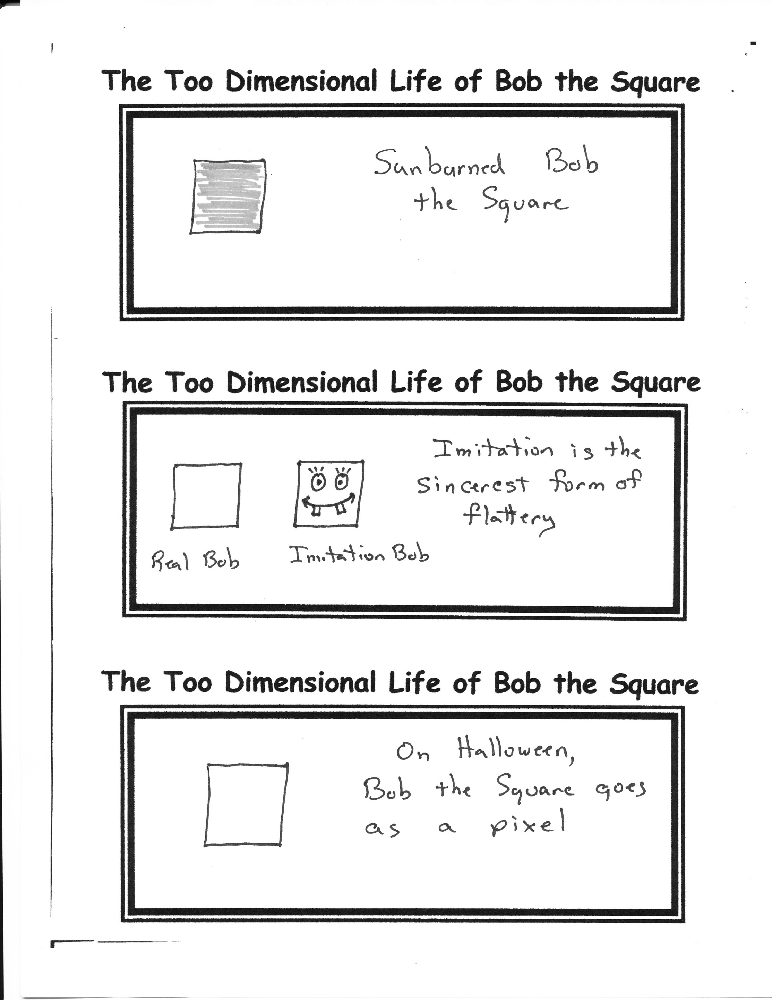 The Too Dimensional Life of Bob the Square
Sunburned Bob
the Square
The Too Dimensional Life of Bob the Square
Imitation is the
sincerest form of
flattery
Real Bob
Imitation Bob
The Too Dimensional Life of Bob the Square
On Halloween,
Bob the Square goes
as a pixel